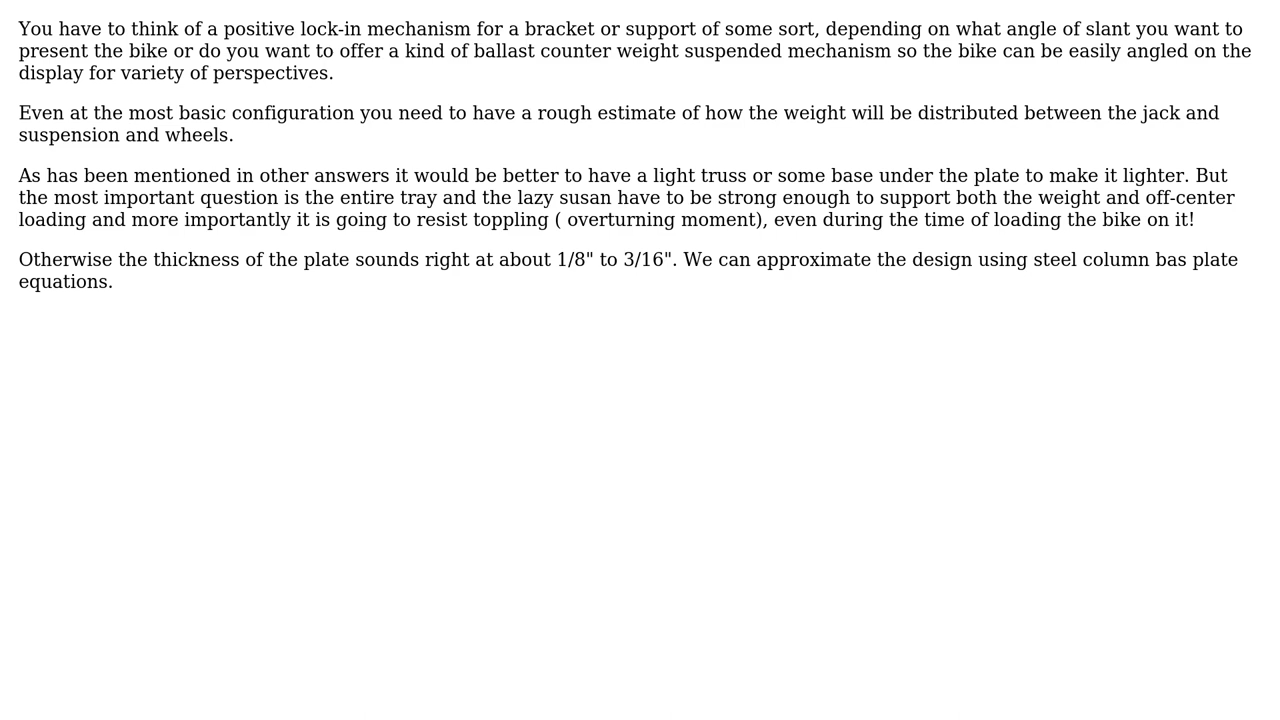 You have to think of a positive lock-in mechanism for a bracket or support of some sort, depending on what angle of slant you want to
present the bike or do you want to offer a kind of ballast counter weight suspended mechanism so the bike can be easily angled on the
display for variety of perspectives.
Even at the most basic configuration you need to have a rough estimate of how the weight will be distributed between the jack and
suspension and wheels.
As has been mentioned in other answers it would be better to have a light truss or some base under the plate to make it lighter. But
the most important question is the entire tray and the lazy susan have to be strong enough to support both the weight and off-center
loading and more importantly it is going to resist toppling ( overturning moment), even during the time of loading the bike on it!
Otherwise the thickness of the plate sounds right at about 1/8" to 3/16". We can approximate the design using steel column bas plate
equations.